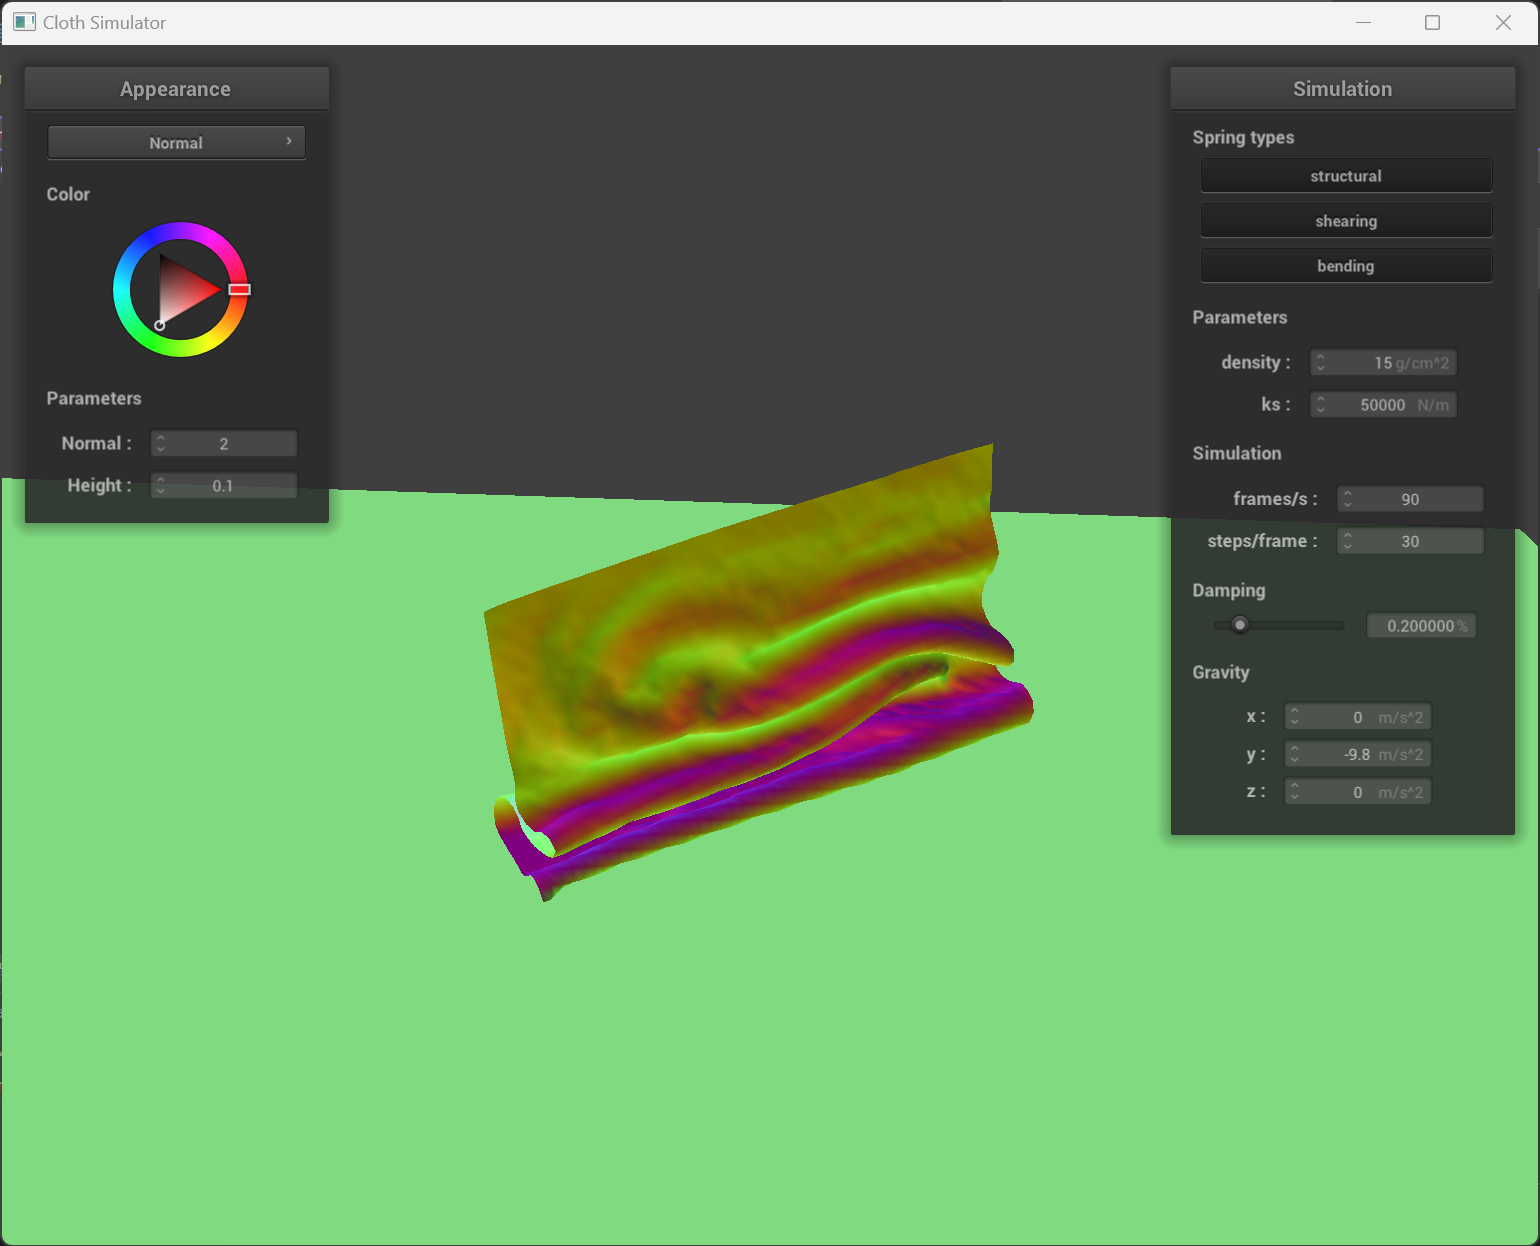 Cloth Simulator
Appearance
Normal
Color
Parameters
Normal : 2
Height : 0.1
Simulation
Spring types
structural
shearing
bending
Parameters
density : 15 g/cm^2
ks : 50000 N/m
Simulation
frames/s : 90
steps/frame : 30
Damping
0.200000 %
Gravity
x : 0 m/s^2
y : -9.8 m/s^2
z : 0 m/s^2